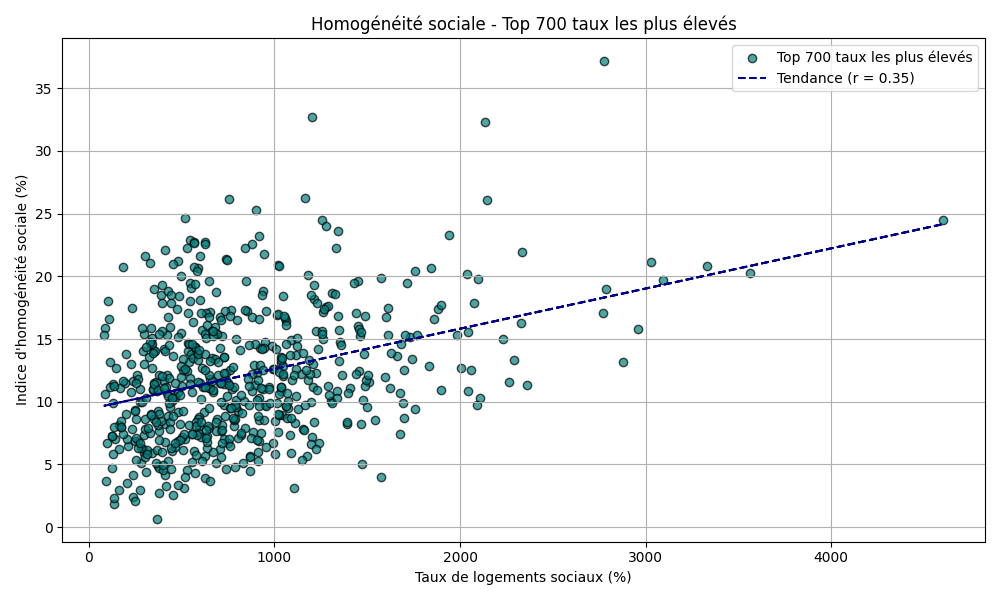 Homogénéité sociale - Top 700 taux les plus élevés
Top 700 taux les plus élevés
Tendance (r = 0.35)
Indice d'homogénéité sociale (%)
35
30
25
20
15
10
5
0
0 1000 2000 3000 4000
Taux de logements sociaux (%)